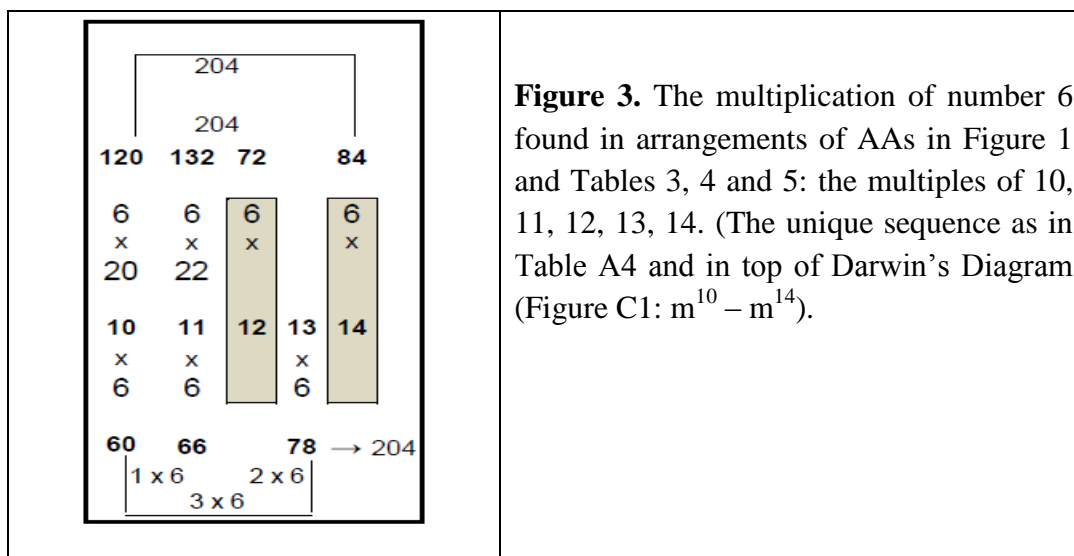 204
204
120 132 72 84
6 6 6 6
x x x x
20 22
10 11 12 13 14
x x x
6 6 6
60 66 78 → 204
1 x 6 2 x 6
3 x 6
Figure 3. The multiplication of number 6
found in arrangements of AAs in Figure 1
and Tables 3, 4 and 5: the multiples of 10,
11, 12, 13, 14. (The unique sequence as in
Table A4 and in top of Darwin’s Diagram
(Figure C1: m¹⁰ – m¹⁴).